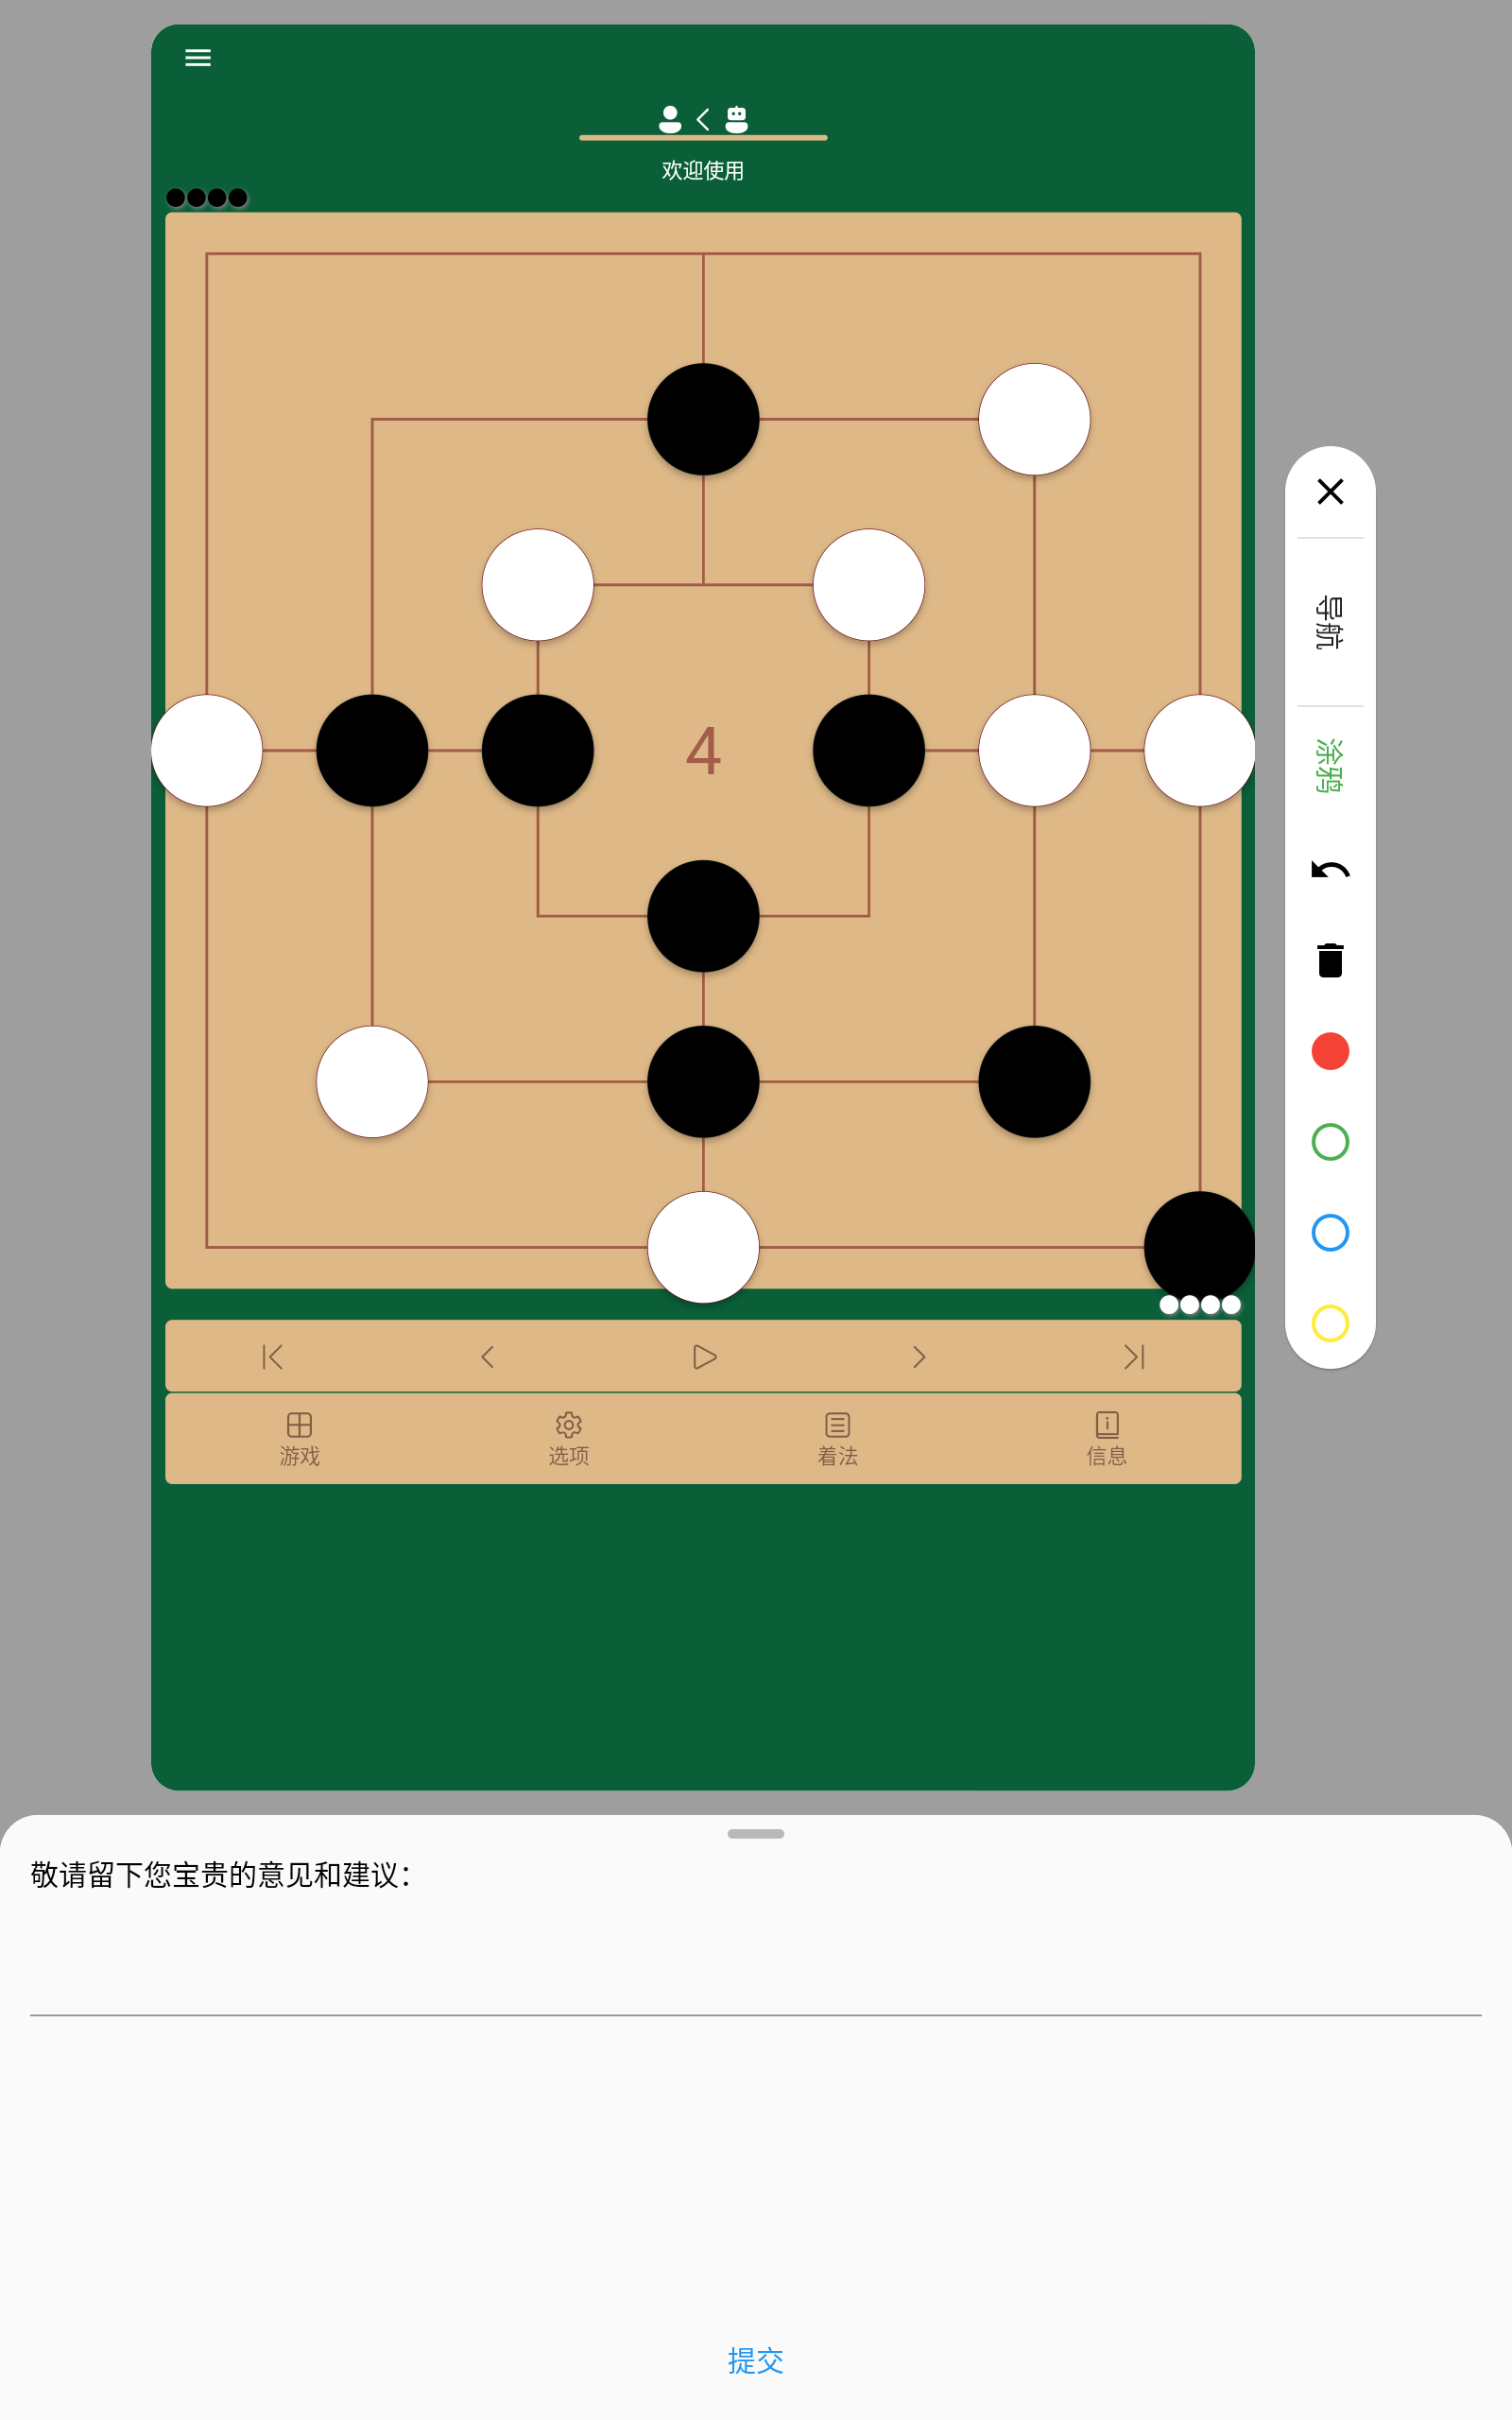 欢迎使用
4
导航
涂鸦
游戏
选项
着法
信息
敬请留下您宝贵的意见和建议：
提交